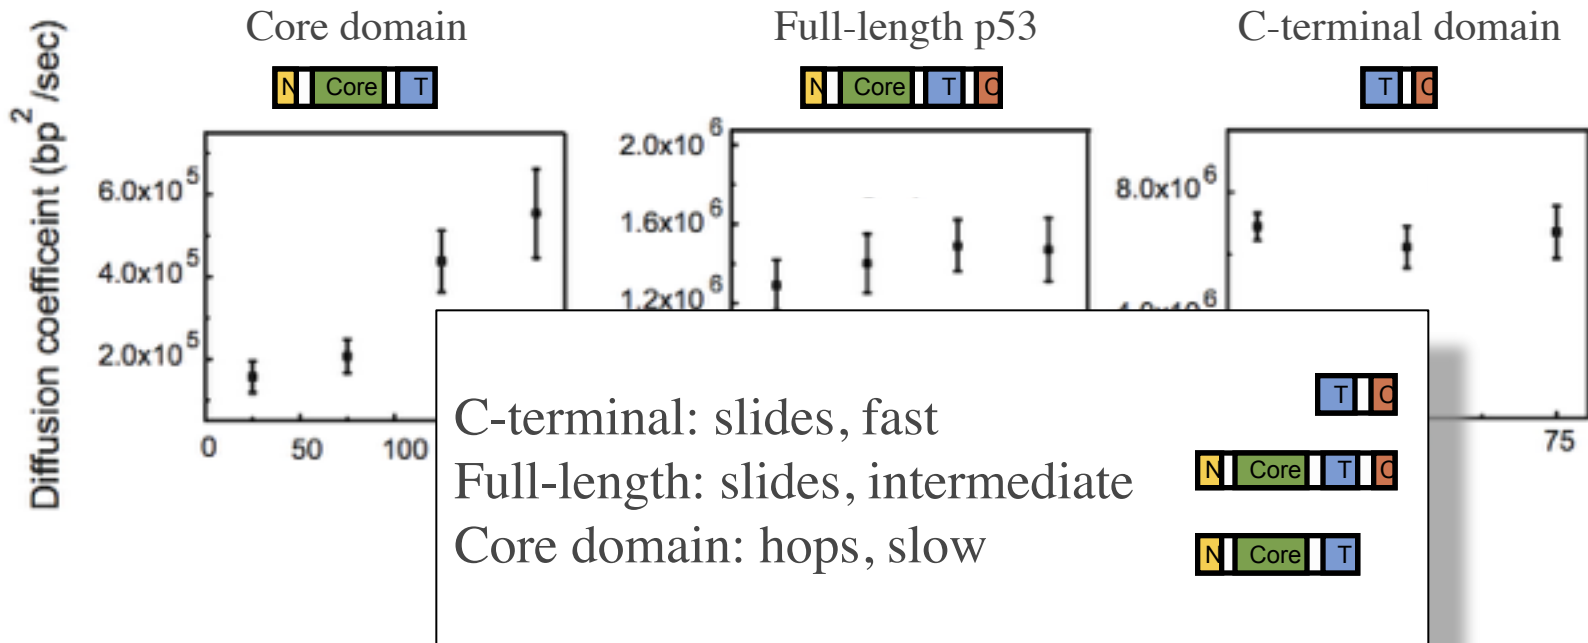 Core domain
Full-length p53
C-terminal domain
N Core T
N Core T C
T C
Diffusion coefficeint (bp² /sec)
6.0x10⁵
4.0x10⁵
2.0x10⁵
0 50 100
2.0x10⁶
1.6x10⁶
1.2x10⁶
8.0x10⁶
75
C-terminal: slides, fast
T C
Full-length: slides, intermediate
N Core T C
Core domain: hops, slow
N Core T